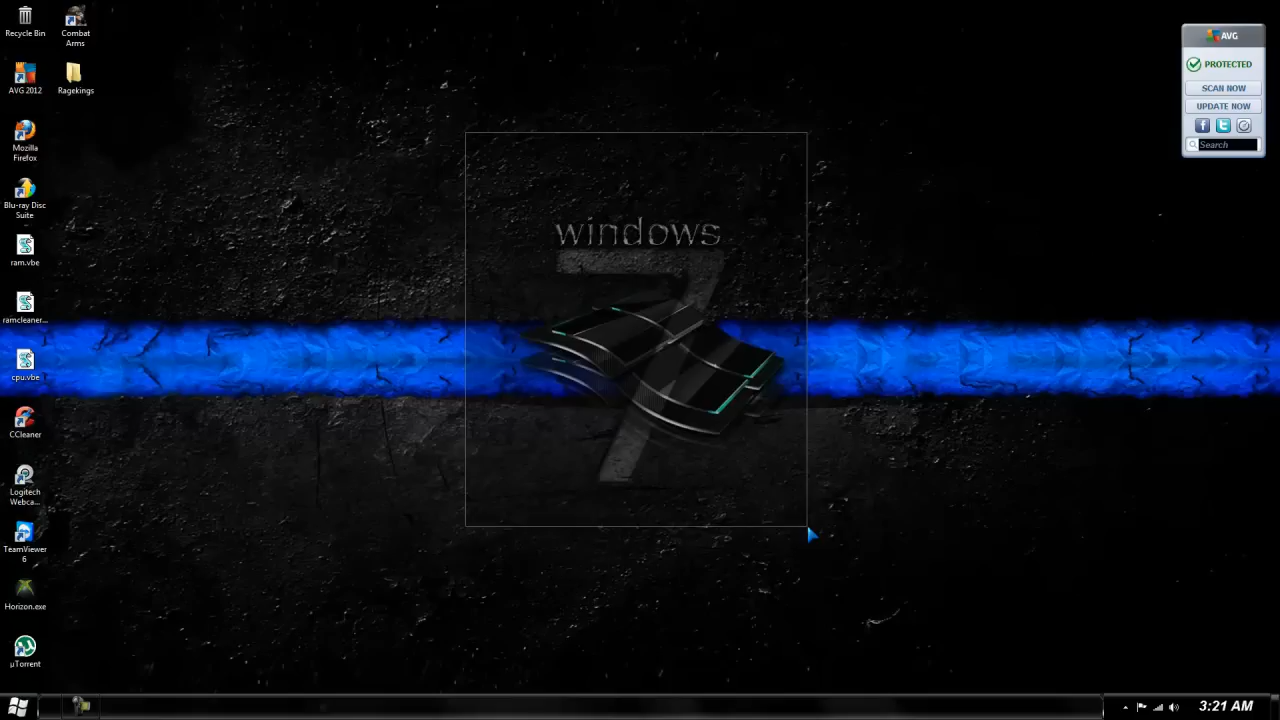 Recycle Bin
Combat
Arms
AVG 2012
Ragekings
Mozilla
Firefox
Blu-ray Disc
Suite
ram.vbe
ramcleaner...
cpu.vbe
CCleaner
Logitech
Webca...
TeamViewer
6
Horizon.exe
µTorrent
windows
7
AVG
PROTECTED
SCAN NOW
UPDATE NOW
Search
3:21 AM